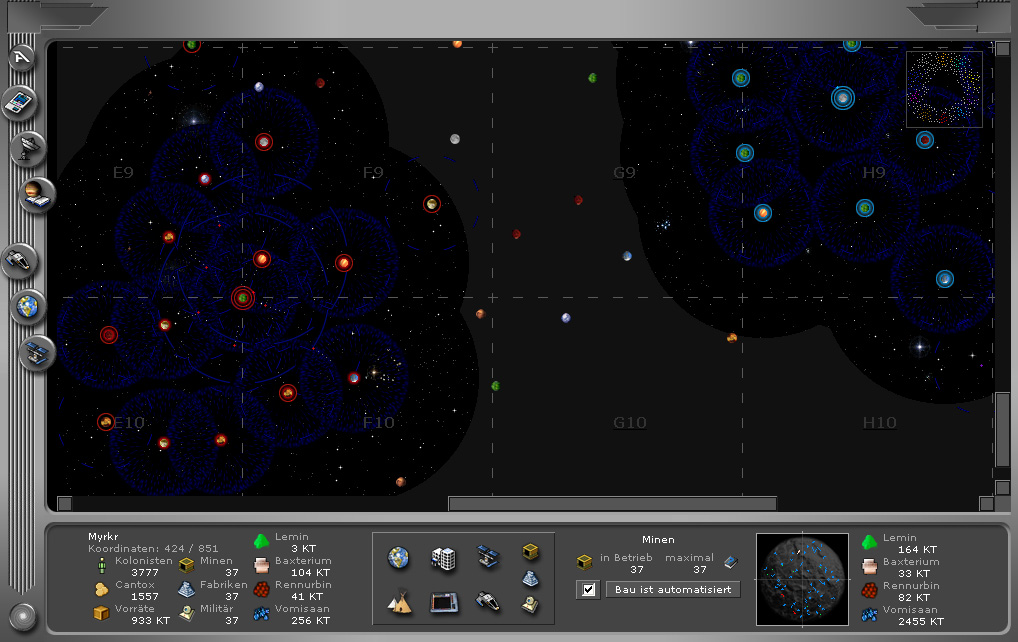 E9
F9
G9
H9
E10
F10
G10
H10
Myrkr
Koordinaten: 424 / 851
Kolonisten
3777
Cantox
1557
Vorräte
933 KT
Minen
37
Fabriken
37
Militär
37
Lemin
3 KT
Baxterium
104 KT
Rennurbin
41 KT
Vomisaan
256 KT
Minen
in Betrieb maximal
37 37
Bau ist automatisiert
Lemin
164 KT
Baxterium
33 KT
Rennurbin
82 KT
Vomisaan
2455 KT